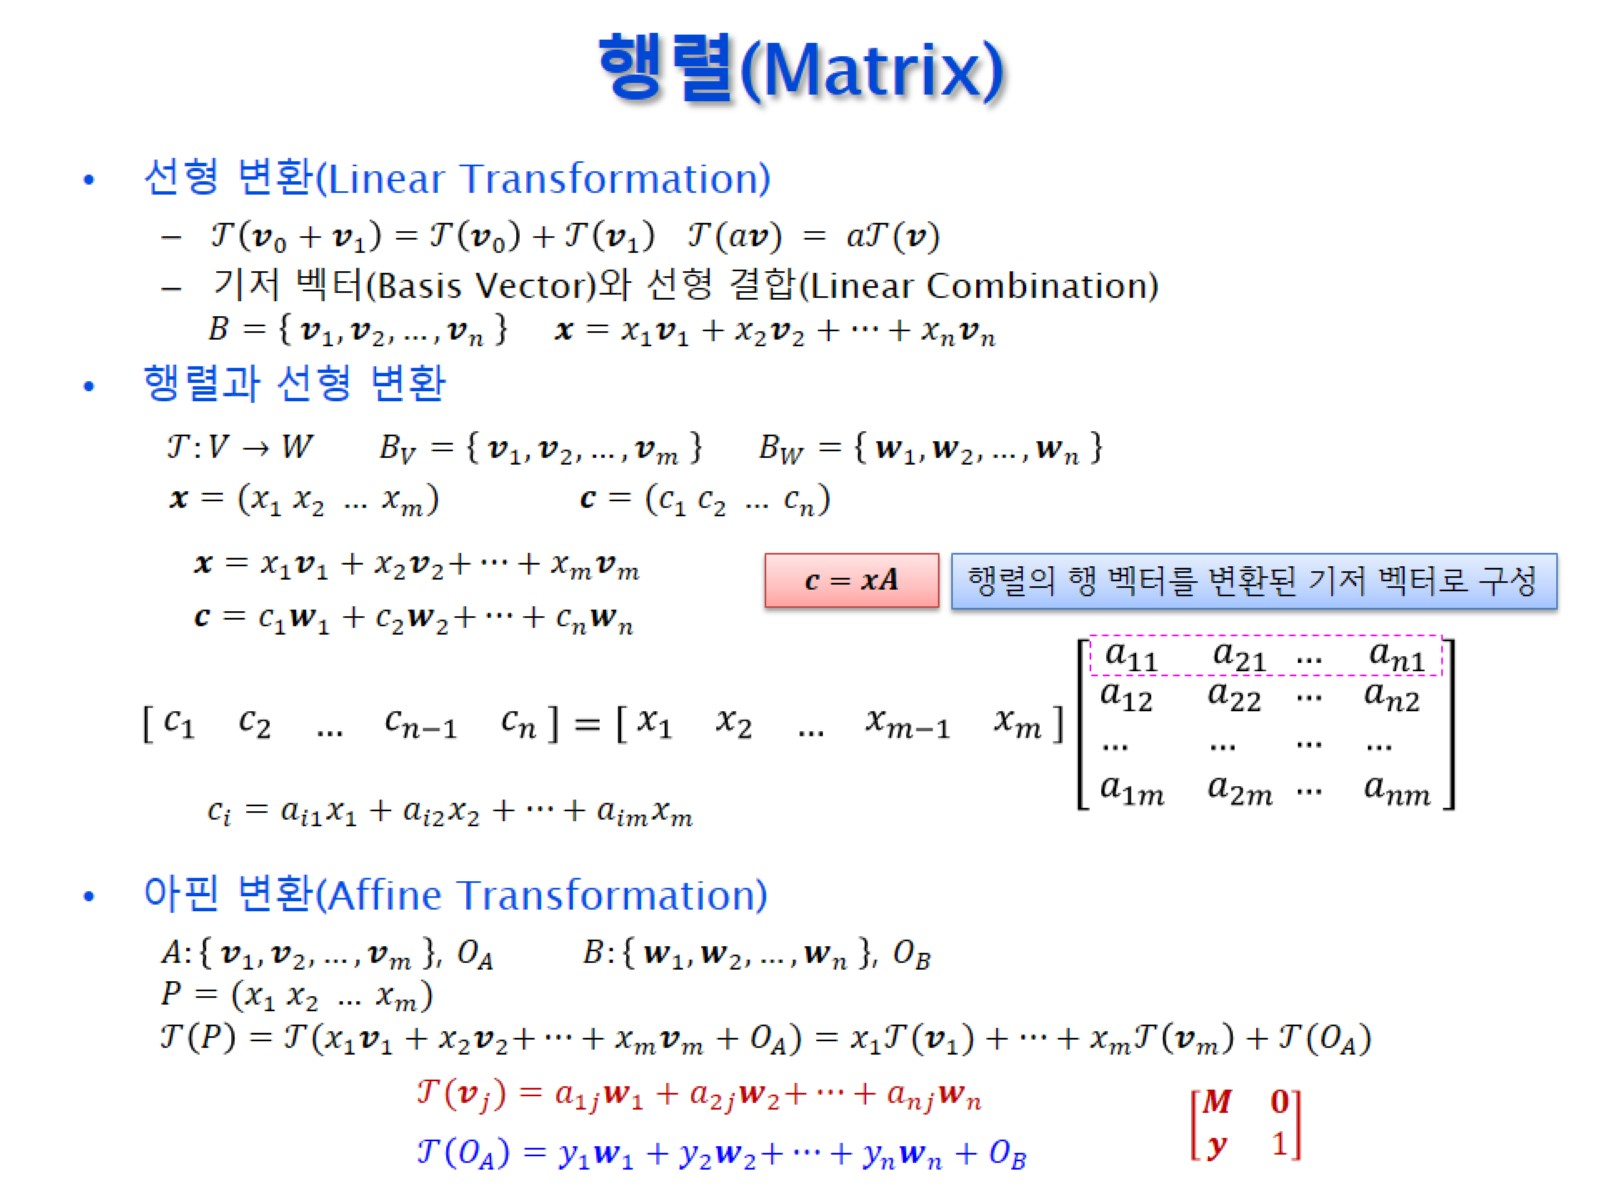 행렬(Matrix)
• 선형 변환(Linear Transformation)
– 𝒯(𝒗₀ + 𝒗₁) = 𝒯(𝒗₀) + 𝒯(𝒗₁) 𝒯(a𝒗) = a𝒯(𝒗)
– 기저 벡터(Basis Vector)와 선형 결합(Linear Combination)
B = { 𝒗₁, 𝒗₂, …, 𝒗ₙ } 𝒙 = x₁𝒗₁ + x₂𝒗₂ + ⋯ + xₙ𝒗ₙ
• 행렬과 선형 변환
𝒯: V → W B_V = { 𝒗₁, 𝒗₂, …, 𝒗ₘ } B_W = { 𝒘₁, 𝒘₂, …, 𝒘ₙ }
𝒙 = (x₁ x₂ … xₘ) 𝒄 = (c₁ c₂ … cₙ)
𝒙 = x₁𝒗₁ + x₂𝒗₂+ ⋯ + xₘ𝒗ₘ
𝒄 = c₁𝒘₁ + c₂𝒘₂+ ⋯ + cₙ𝒘ₙ
𝒄 = 𝒙𝑨
행렬의 행 벡터를 변환된 기저 벡터로 구성
[ c₁ c₂ … cₙ₋₁ cₙ ] = [ x₁ x₂ … xₘ₋₁ xₘ ]
a₁₁ a₂₁ … aₙ₁
a₁₂ a₂₂ … aₙ₂
… … … …
a₁ₘ a₂ₘ … aₙₘ
cᵢ = aᵢ₁x₁ + aᵢ₂x₂ + ⋯ + aᵢₘxₘ
• 아핀 변환(Affine Transformation)
A: { 𝒗₁, 𝒗₂, …, 𝒗ₘ }, O_A B: { 𝒘₁, 𝒘₂, …, 𝒘ₙ }, O_B
P = (x₁ x₂ … xₘ)
𝒯(P) = 𝒯(x₁𝒗₁ + x₂𝒗₂+ ⋯ + xₘ𝒗ₘ + O_A) = x₁𝒯(𝒗₁) + ⋯ + xₘ𝒯(𝒗ₘ) + 𝒯(O_A)
𝒯(𝒗ⱼ) = a₁ⱼ𝒘₁ + a₂ⱼ𝒘₂+ ⋯ + aₙⱼ𝒘ₙ
𝒯(O_A) = y₁𝒘₁ + y₂𝒘₂+ ⋯ + yₙ𝒘ₙ + O_B
𝑴 𝟎
𝒚 1